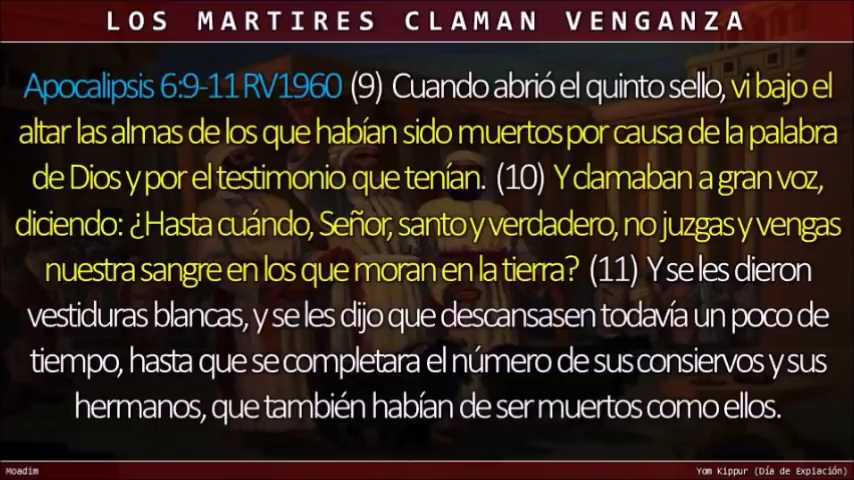 LOS MARTIRES CLAMAN VENGANZA
Apocalipsis 6:9-11 RV1960 (9) Cuando abrió el quinto sello, vi bajo el
altar las almas de los que habían sido muertos por causa de la palabra
de Dios y por el testimonio que tenían. (10) Y clamaban a gran voz,
diciendo: ¿Hasta cuándo, Señor, santo y verdadero, no juzgas y vengas
nuestra sangre en los que moran en la tierra? (11) Y se les dieron
vestiduras blancas, y se les dijo que descansasen todavía un poco de
tiempo, hasta que se completara el número de sus consiervos y sus
hermanos, que también habían de ser muertos como ellos.
Moadim
Yom Kippur (Día de Expiación)